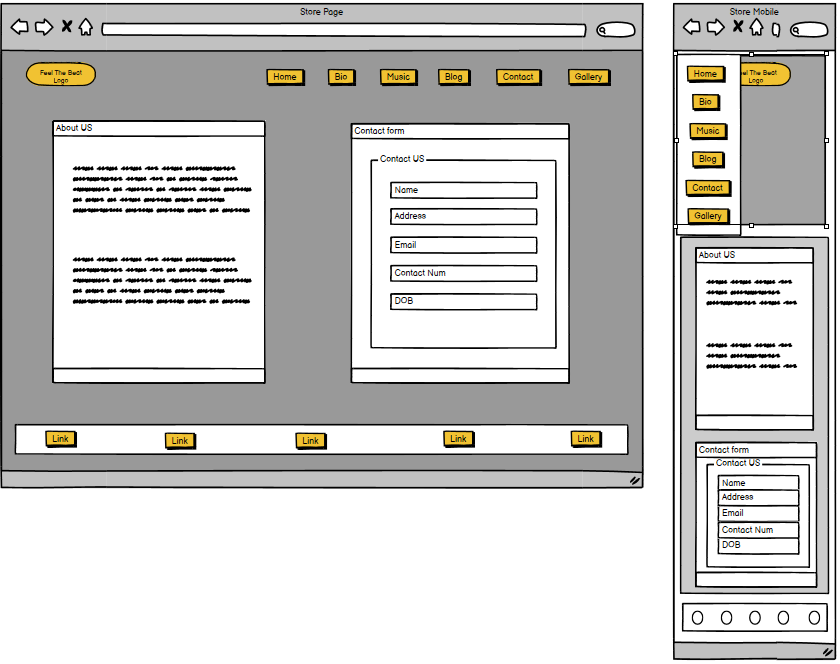 Store Page
Feel The Beat
Logo
Home
Bio
Music
Blog
Contact
Gallery
About US
Contact form
Contact US
Name
Address
Email
Contact Num
DOB
Link
Link
Link
Link
Link
Store Mobile
Home
Bio
Music
Blog
Contact
Gallery
el The Beat
Logo
About US
Contact form
Contact US
Name
Address
Email
Contact Num
DOB